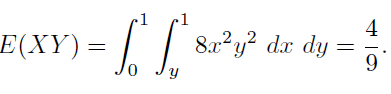 E(XY) = ∫₀¹ ∫ᵧ¹ 8x²y² dx dy = 4/9.